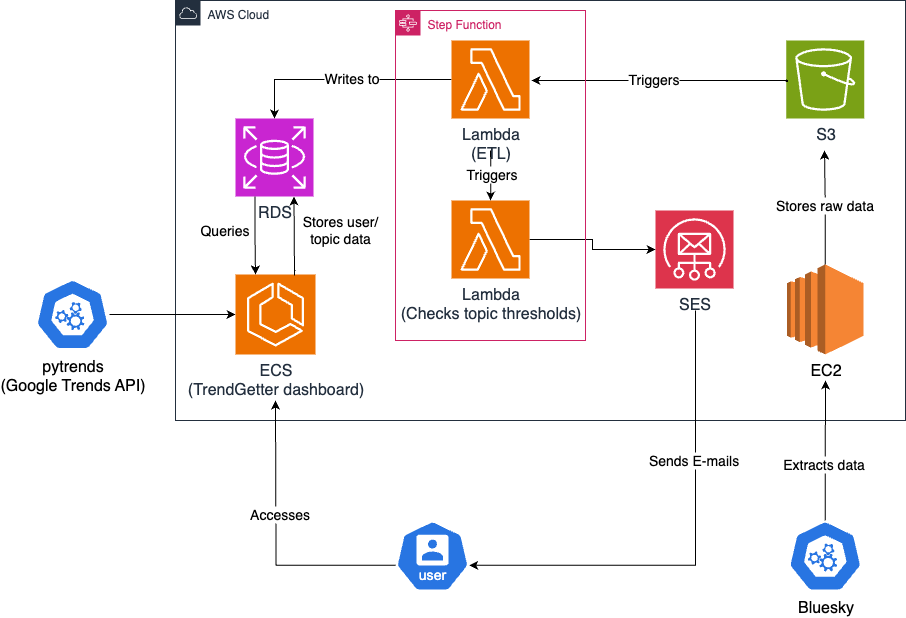 AWS Cloud
Step Function
Writes to
Triggers
Lambda
(ETL)
S3
Triggers
RDS
Queries
Stores user/
topic data
Stores raw data
Lambda
(Checks topic thresholds)
SES
pytrends
(Google Trends API)
ECS
(TrendGetter dashboard)
EC2
Sends E-mails
Extracts data
Accesses
user
Bluesky